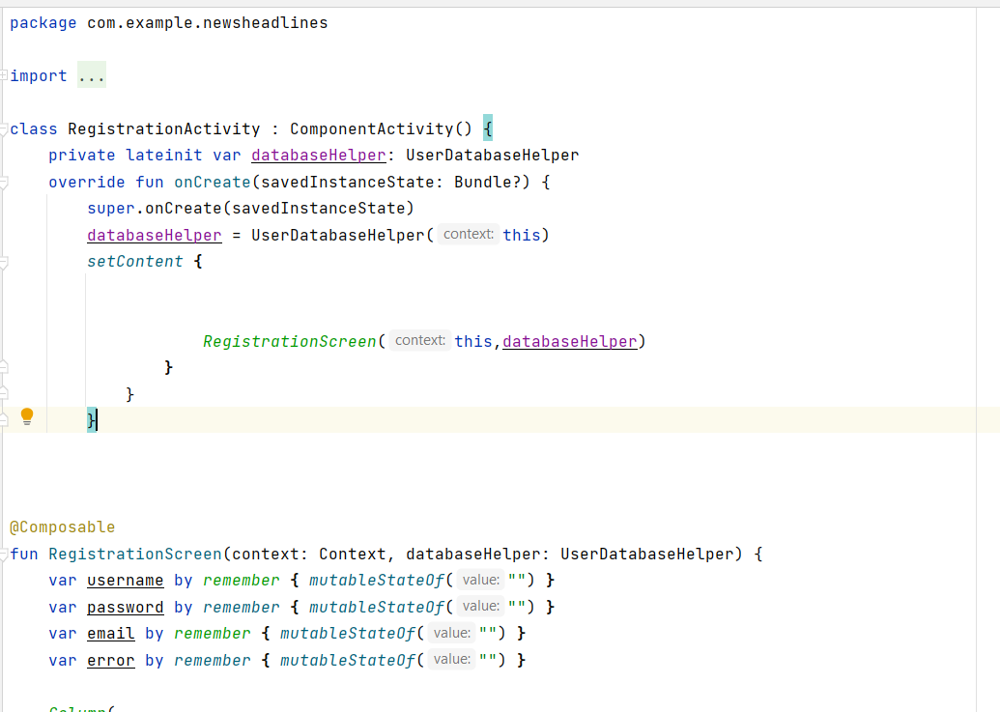 package com.example.newsheadlines
import ...
class RegistrationActivity : ComponentActivity() {
    private lateinit var databaseHelper: UserDatabaseHelper
    override fun onCreate(savedInstanceState: Bundle?) {
        super.onCreate(savedInstanceState)
        databaseHelper = UserDatabaseHelper( context: this)
        setContent {
                    RegistrationScreen( context: this,databaseHelper)
                }
            }
        }
@Composable
fun RegistrationScreen(context: Context, databaseHelper: UserDatabaseHelper) {
    var username by remember { mutableStateOf( value: "") }
    var password by remember { mutableStateOf( value: "") }
    var email by remember { mutableStateOf( value: "") }
    var error by remember { mutableStateOf( value: "") }
    Column(